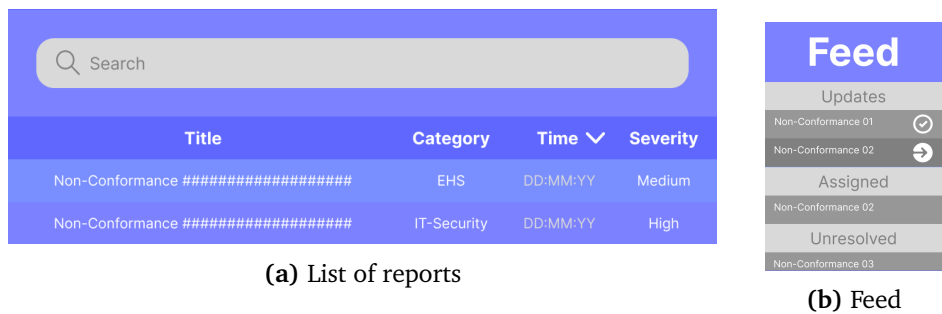 Search
Title Category Time Severity
Non-Conformance ################### EHS DD:MM:YY Medium
Non-Conformance ################### IT-Security DD:MM:YY High
(a) List of reports
Feed
Updates
Non-Conformance 01
Non-Conformance 02
Assigned
Non-Conformance 02
Unresolved
Non-Conformance 03
(b) Feed